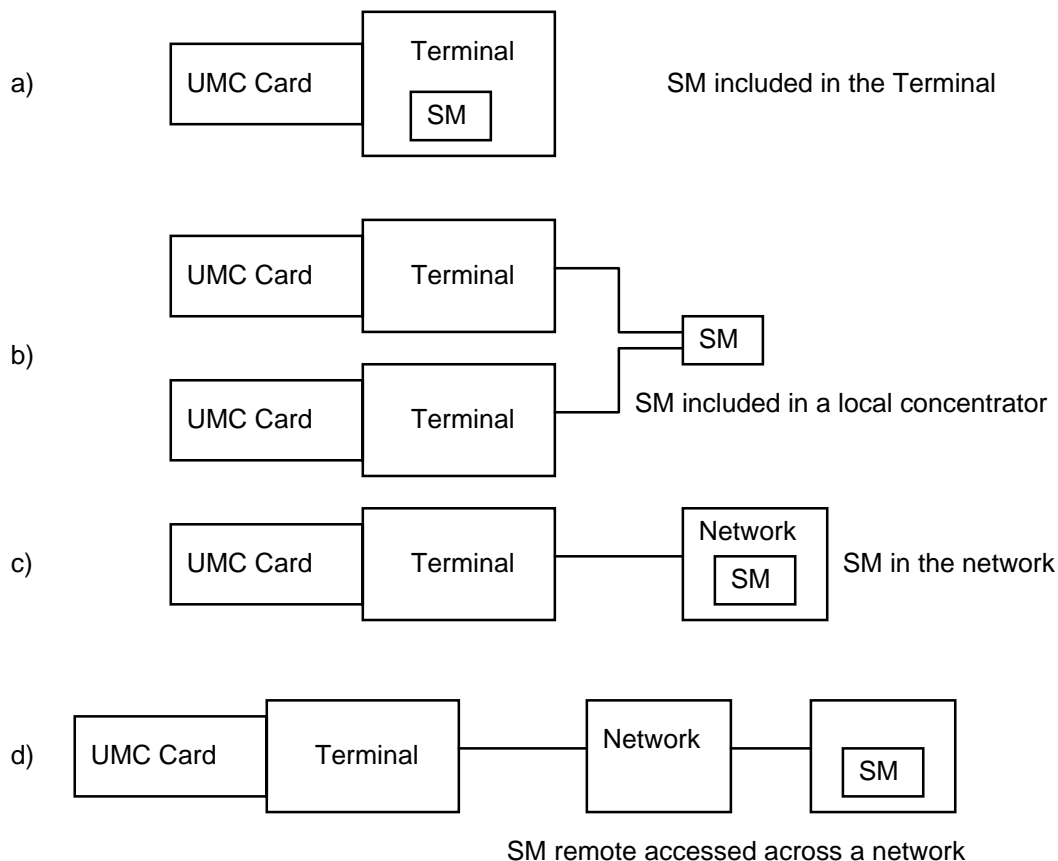 a)
UMC Card
Terminal
SM
SM included in the Terminal
b)
UMC Card
Terminal
SM
UMC Card
Terminal
SM included in a local concentrator
c)
UMC Card
Terminal
Network
SM
SM in the network
d)
UMC Card
Terminal
Network
SM
SM remote accessed across a network